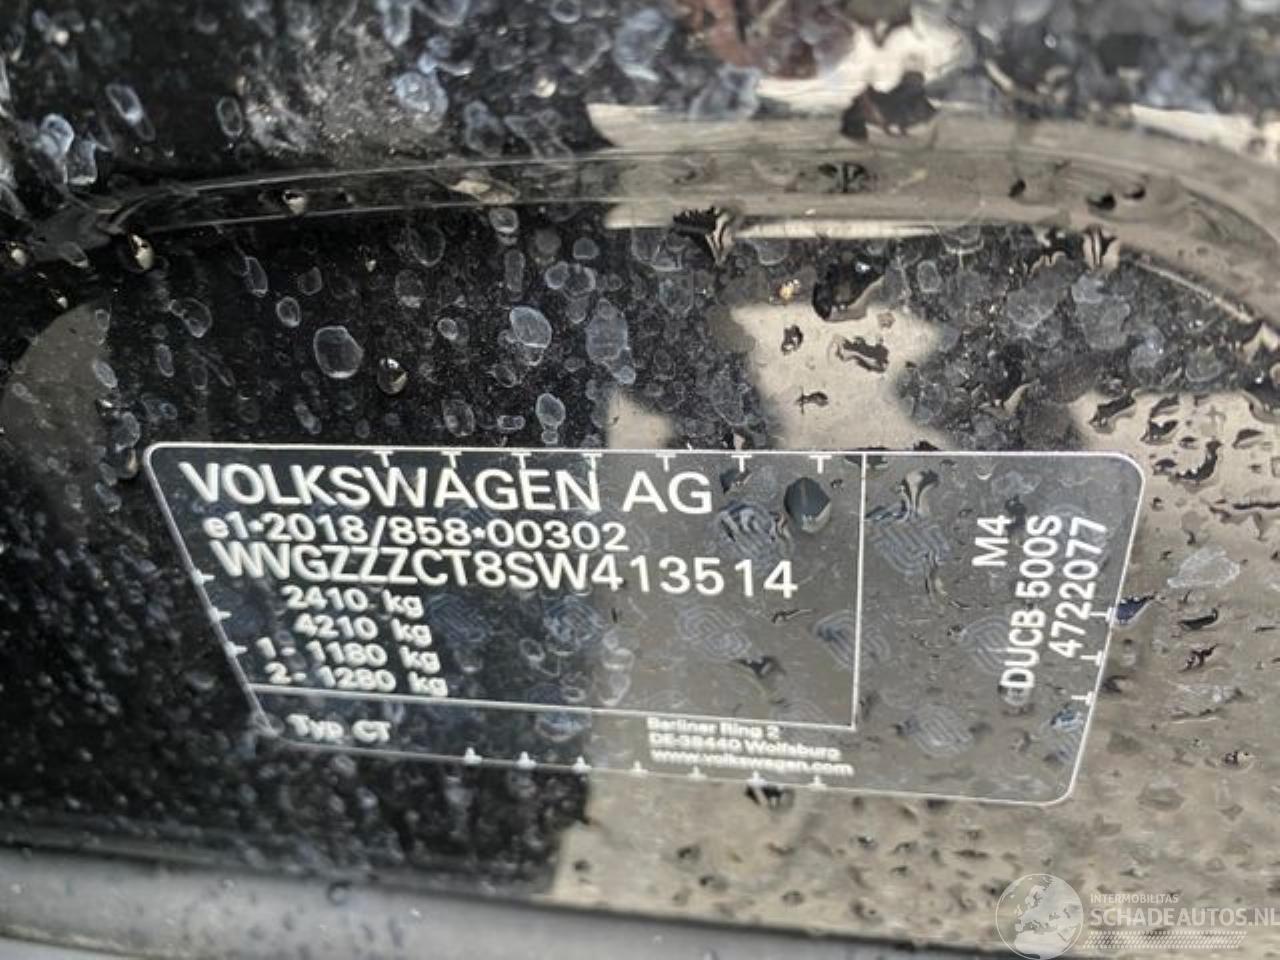 VOLKSWAGEN AG
e1*2018/858*00302
WVGZZZCT8SW413514
2410 kg
4210 kg
1- 1180 kg
2- 1280 kg
Typ CT
Berliner Ring 2
DE-38440 Wolfsburg
www.volkswagen.com
M4
DUCB 500S
4722077
INTERMOBILITAS
SCHADEAUTOS.NL